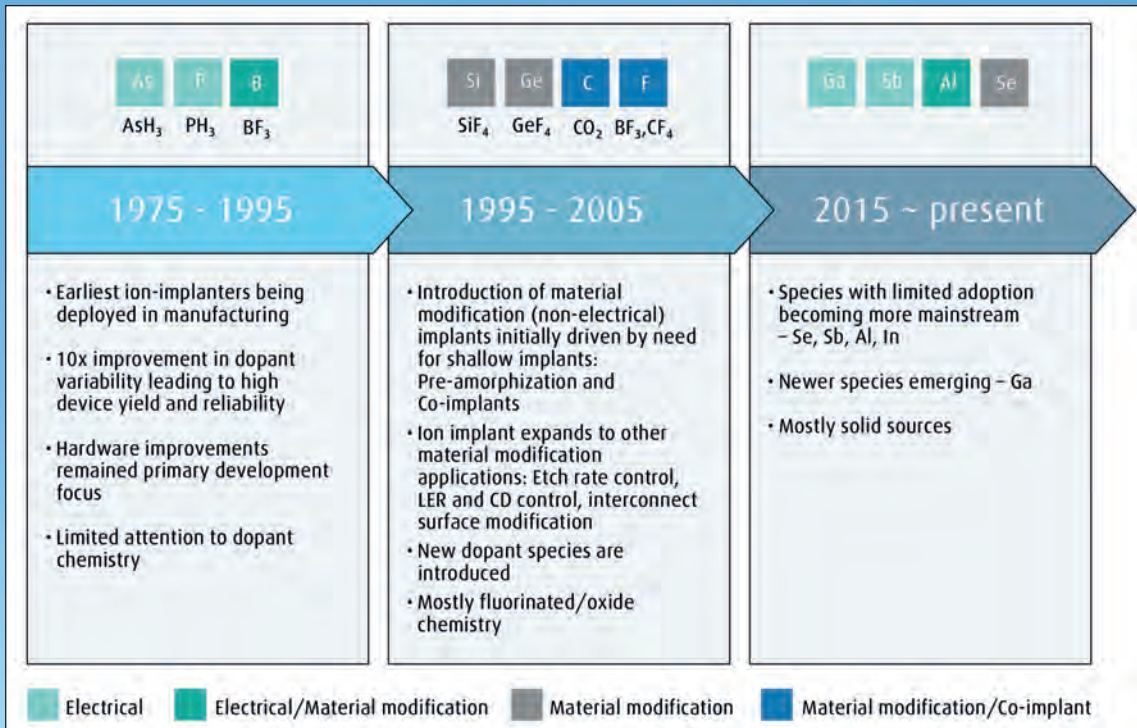 As P B
AsH₃ PH₃ BF₃
1975 - 1995
• Earliest ion-implanters being
deployed in manufacturing
• 10x improvement in dopant
variability leading to high
device yield and reliability
• Hardware improvements
remained primary development
focus
• Limited attention to dopant
chemistry
Si Ge C F
SiF₄ GeF₄ CO₂ BF₃,CF₄
1995 - 2005
• Introduction of material
modification (non-electrical)
implants initially driven by need
for shallow implants:
Pre-amorphization and
Co-implants
• Ion implant expands to other
material modification
applications: Etch rate control,
LER and CD control, interconnect
surface modification
• New dopant species are
introduced
• Mostly fluorinated/oxide
chemistry
Ga Sb Al Se
2015 ~ present
• Species with limited adoption
becoming more mainstream
– Se, Sb, Al, In
• Newer species emerging – Ga
• Mostly solid sources
Electrical
Electrical/Material modification
Material modification
Material modification/Co-implant